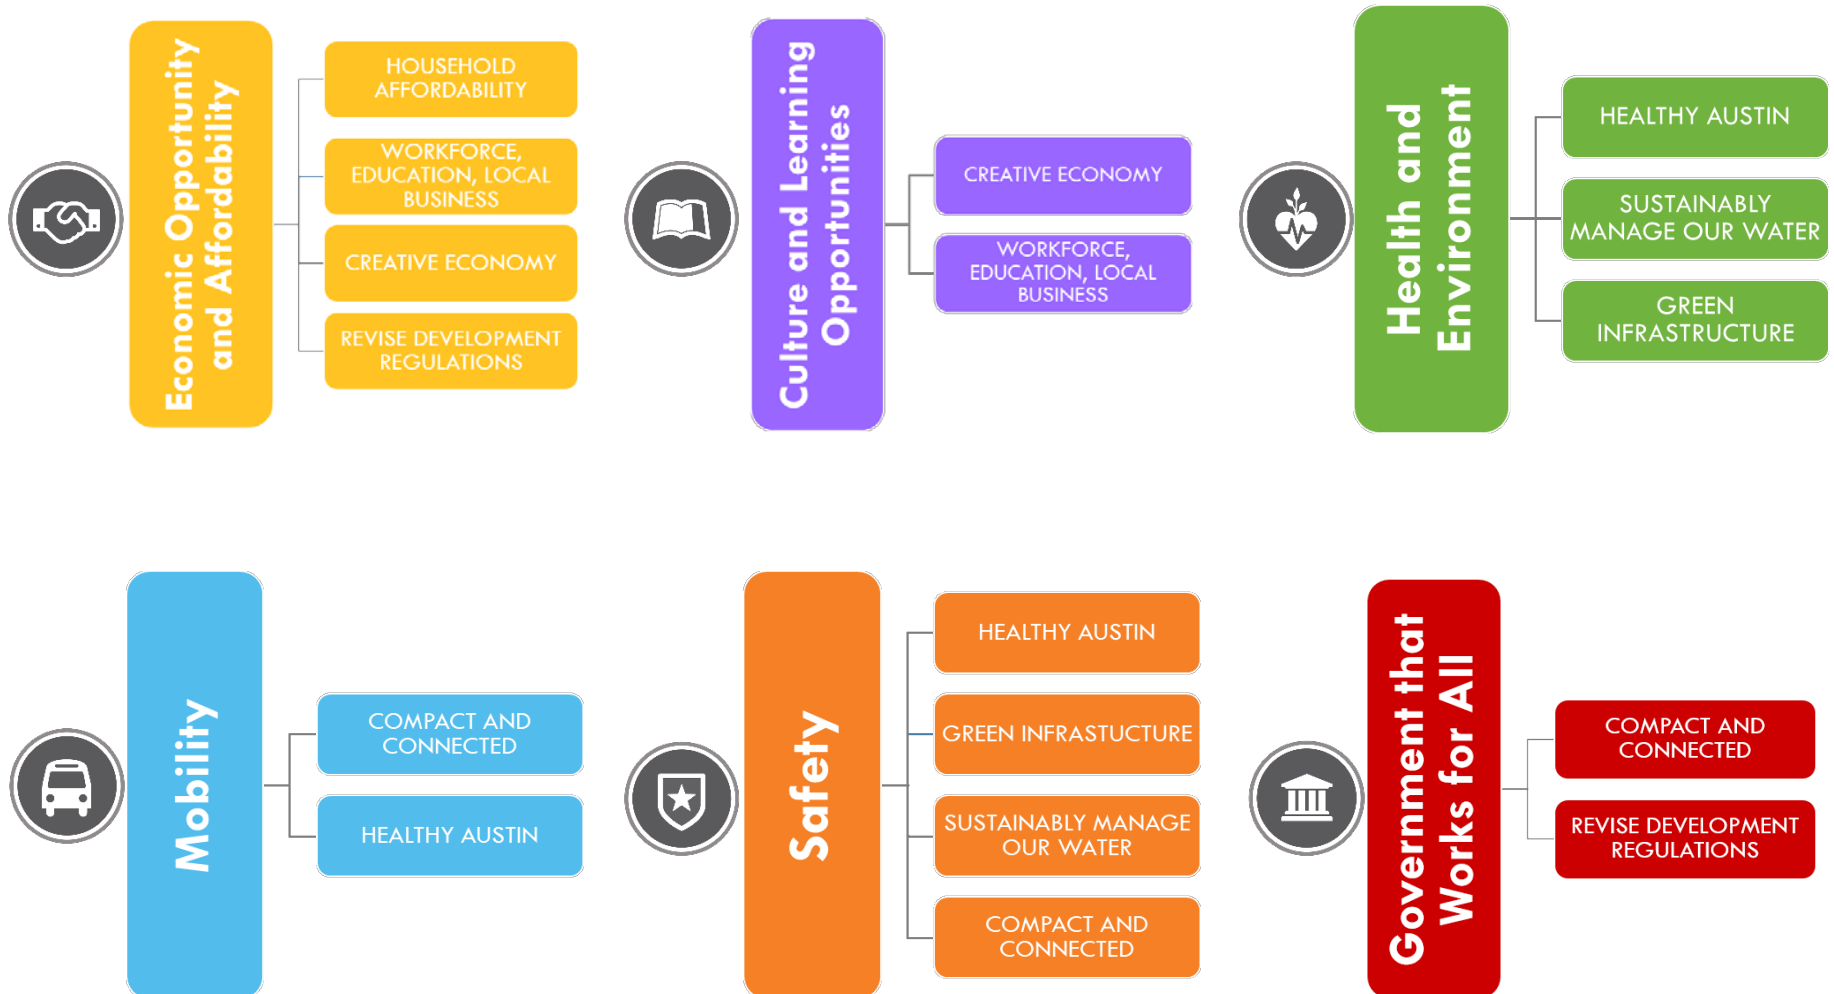 Economic Opportunity
and Affordability
HOUSEHOLD
AFFORDABILITY
WORKFORCE,
EDUCATION, LOCAL
BUSINESS
CREATIVE ECONOMY
REVISE DEVELOPMENT
REGULATIONS
Culture and Learning
Opportunities
CREATIVE ECONOMY
WORKFORCE,
EDUCATION, LOCAL
BUSINESS
Health and
Environment
HEALTHY AUSTIN
SUSTAINABLY
MANAGE OUR WATER
GREEN
INFRASTRUCTURE
Mobility
COMPACT AND
CONNECTED
HEALTHY AUSTIN
Safety
HEALTHY AUSTIN
GREEN INFRASTUCTURE
SUSTAINABLY MANAGE
OUR WATER
COMPACT AND
CONNECTED
Government that
Works for All
COMPACT AND
CONNECTED
REVISE DEVELOPMENT
REGULATIONS